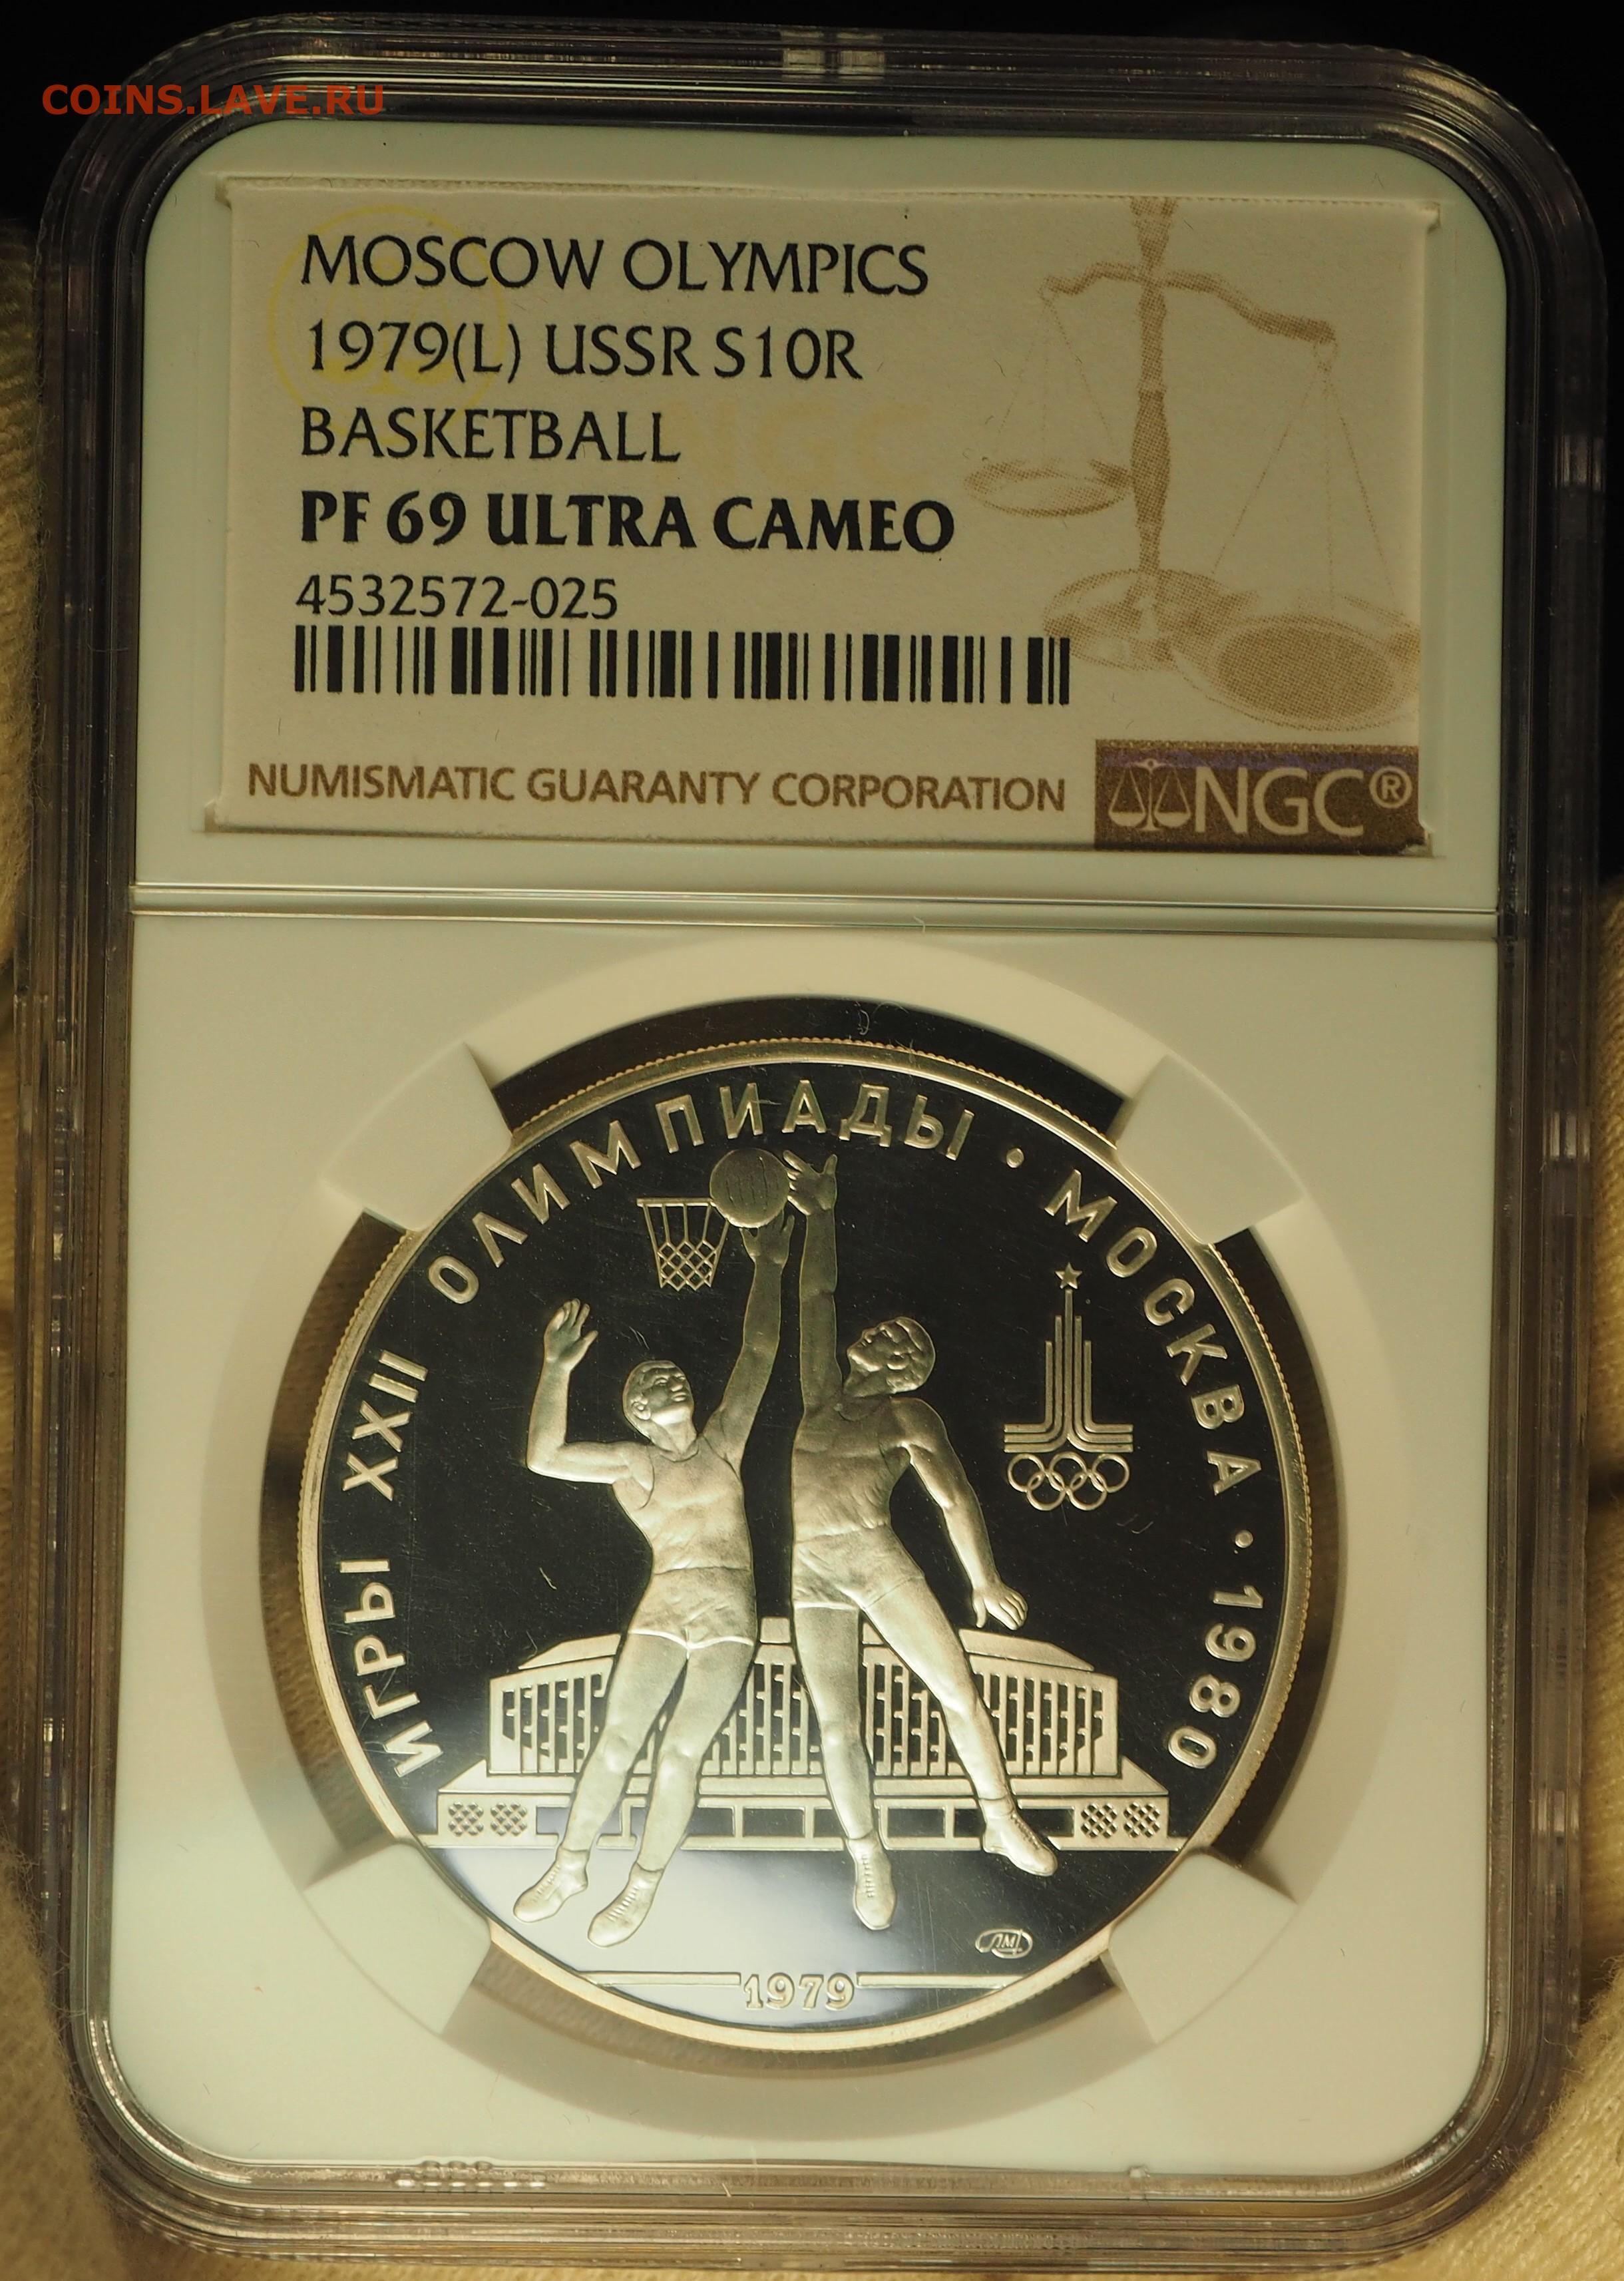 COINS.LAVE.RU
MOSCOW OLYMPICS
1979(L) USSR S10R
BASKETBALL
PF 69 ULTRA CAMEO
4532572-025
NUMISMATIC GUARANTY CORPORATION
NGC®
ИГРЫ XXII ОЛИМПИАДЫ • МОСКВА • 1980
ЛМД
1979